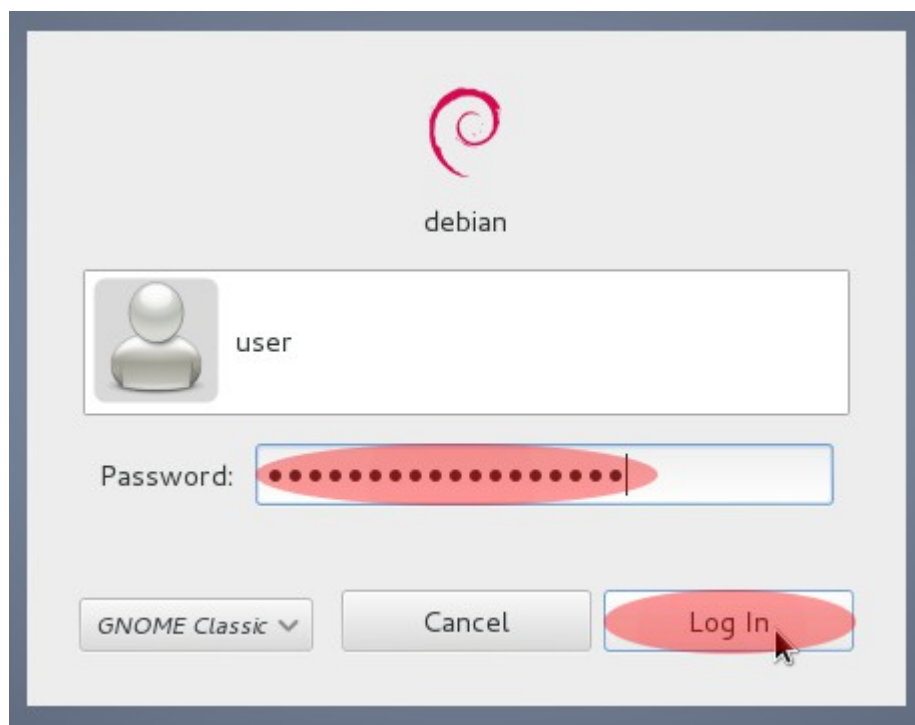 debian
user
Password: ••••••••••••••••••
GNOME Classic Cancel Log In